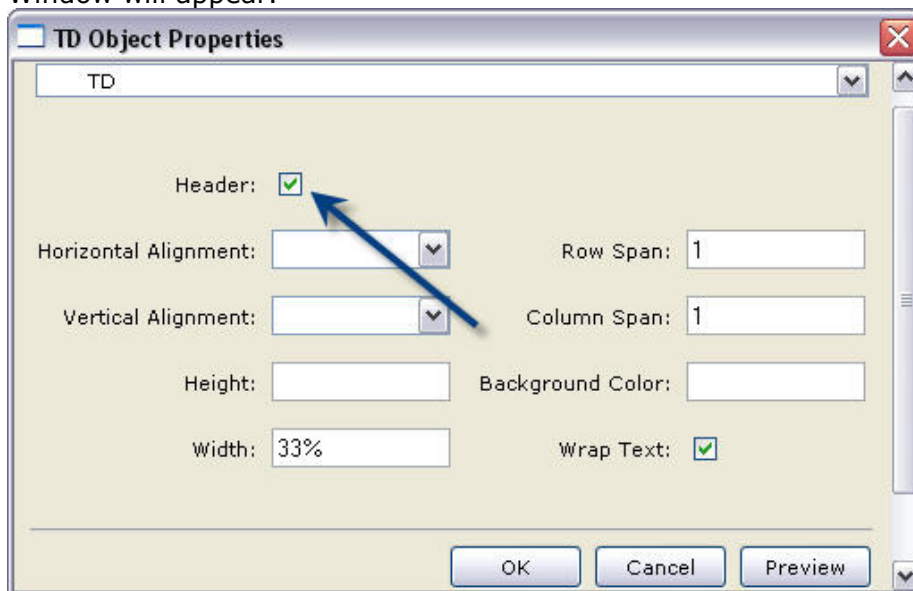 Window will appear.
TD Object Properties
TD
Header:
Horizontal Alignment: Row Span: 1
Vertical Alignment: Column Span: 1
Height: Background Color:
Width: 33% Wrap Text:
OK Cancel Preview